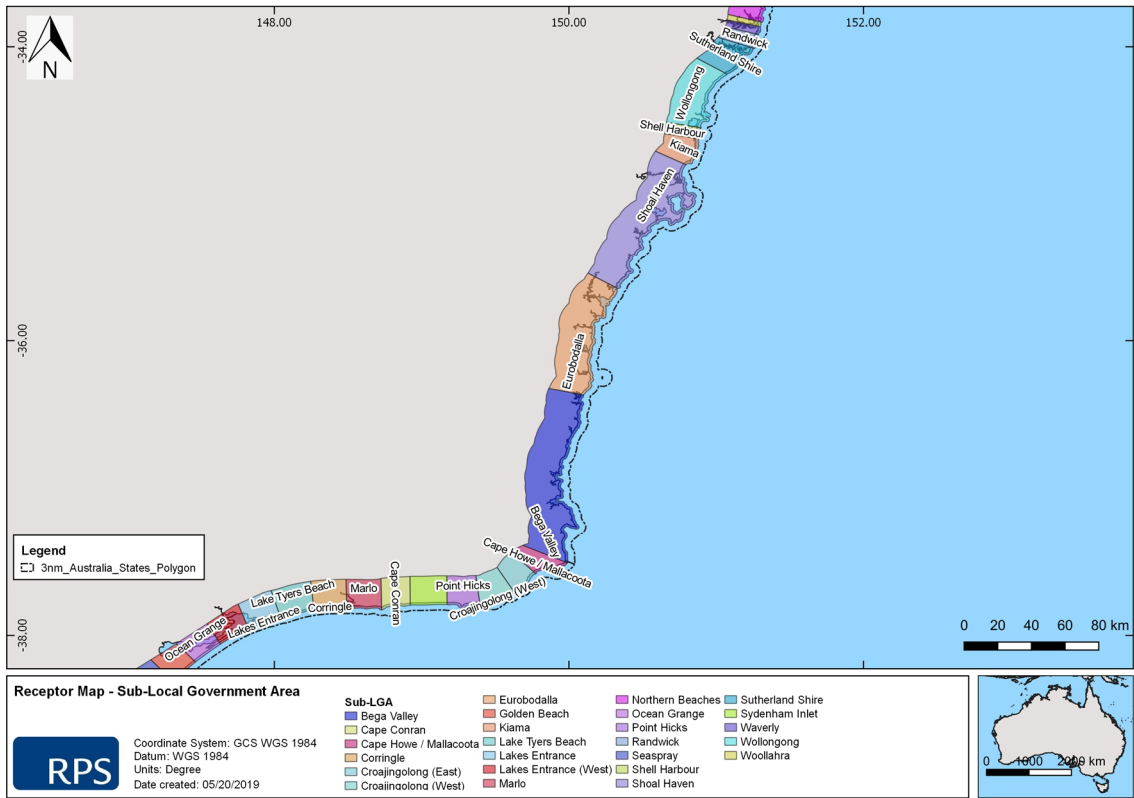 148.00
150.00
152.00
-34.00
-36.00
-38.00
N
Randwick
Sutherland Shire
Wollongong
Shell Harbour
Kiama
Shoal Haven
Eurobodalla
Bega Valley
Cape Howe / Mallacoota
Croajingolong (West)
Point Hicks
Cape Conran
Marlo
Corringle
Lake Tyers Beach
Lakes Entrance
Ocean Grange
Legend
3nm_Australia_States_Polygon
0 20 40 60 80 km
Receptor Map - Sub-Local Government Area
RPS
Coordinate System: GCS WGS 1984
Datum: WGS 1984
Units: Degree
Date created: 05/20/2019
Sub-LGA
Bega Valley
Cape Conran
Cape Howe / Mallacoota
Corringle
Croajingolong (East)
Croajingolong (West)
Eurobodalla
Golden Beach
Kiama
Lake Tyers Beach
Lakes Entrance
Lakes Entrance (West)
Marlo
Northern Beaches
Ocean Grange
Point Hicks
Randwick
Seaspray
Shell Harbour
Shoal Haven
Sutherland Shire
Sydenham Inlet
Waverly
Wollongong
Woollahra
0 1000 2000 km